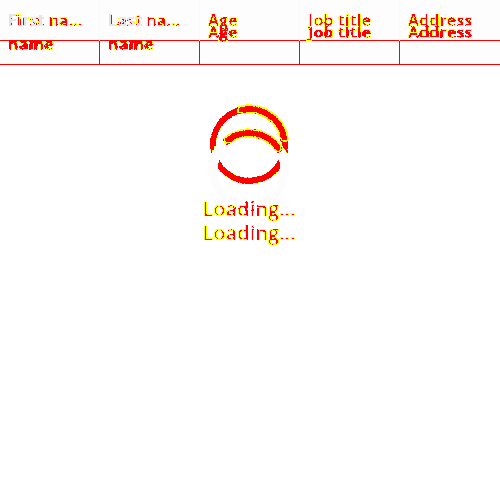 First na... Last na... Age Job title Address
name name Age Job title Address
Loading...
Loading...